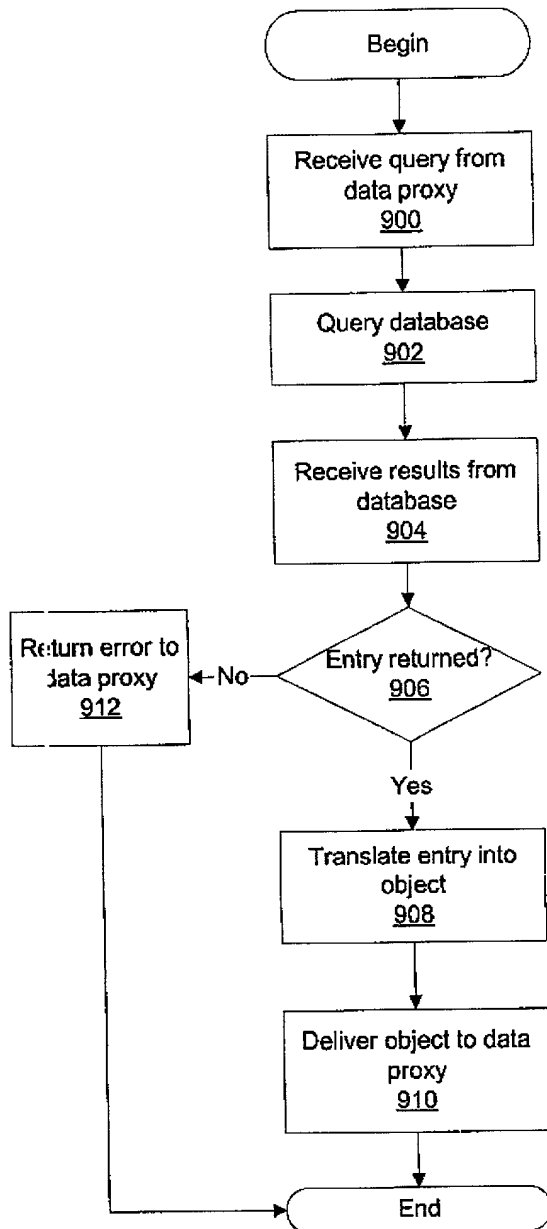 Begin
Receive query from
data proxy
900
Query database
902
Receive results from
database
904
Entry returned?
906
No
Return error to
data proxy
912
Yes
Translate entry into
object
908
Deliver object to data
proxy
910
End